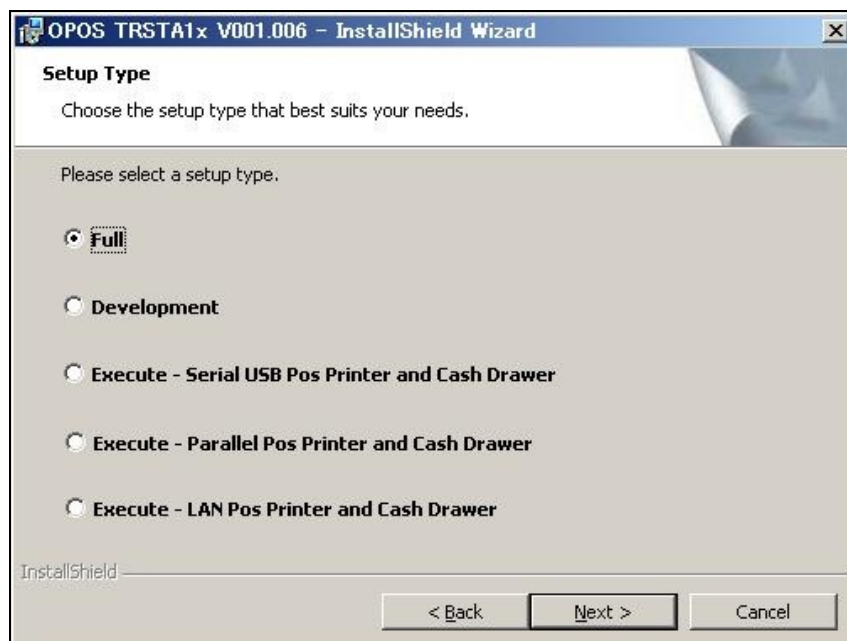 OPOS TRSTA1x V001.006 - InstallShield Wizard
Setup Type
Choose the setup type that best suits your needs.
Please select a setup type.
Full
Development
Execute - Serial USB Pos Printer and Cash Drawer
Execute - Parallel Pos Printer and Cash Drawer
Execute - LAN Pos Printer and Cash Drawer
InstallShield
< Back Next > Cancel